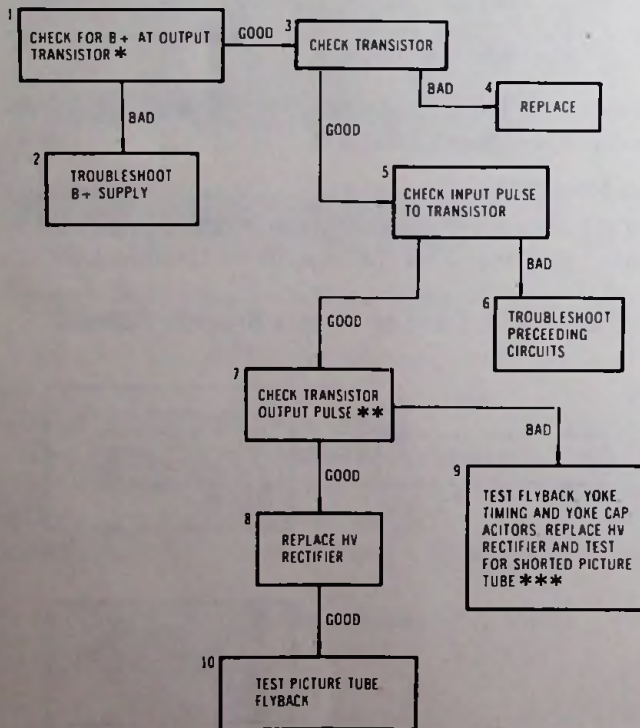 1
CHECK FOR B+ AT OUTPUT
TRANSISTOR *
GOOD
3
CHECK TRANSISTOR
BAD
2
TROUBLESHOOT
B+ SUPPLY
BAD
4
REPLACE
GOOD
5
CHECK INPUT PULSE
TO TRANSISTOR
BAD
6
TROUBLESHOOT
PRECEEDING
CIRCUITS
GOOD
7
CHECK TRANSISTOR
OUTPUT PULSE **
BAD
9
TEST FLYBACK YOKE
TIMING AND YOKE CAP
ACITORS REPLACE HV
RECTIFIER AND TEST
FOR SHORTED PICTURE
TUBE ***
GOOD
8
REPLACE HV
RECTIFIER
GOOD
10
TEST PICTURE TUBE
FLYBACK